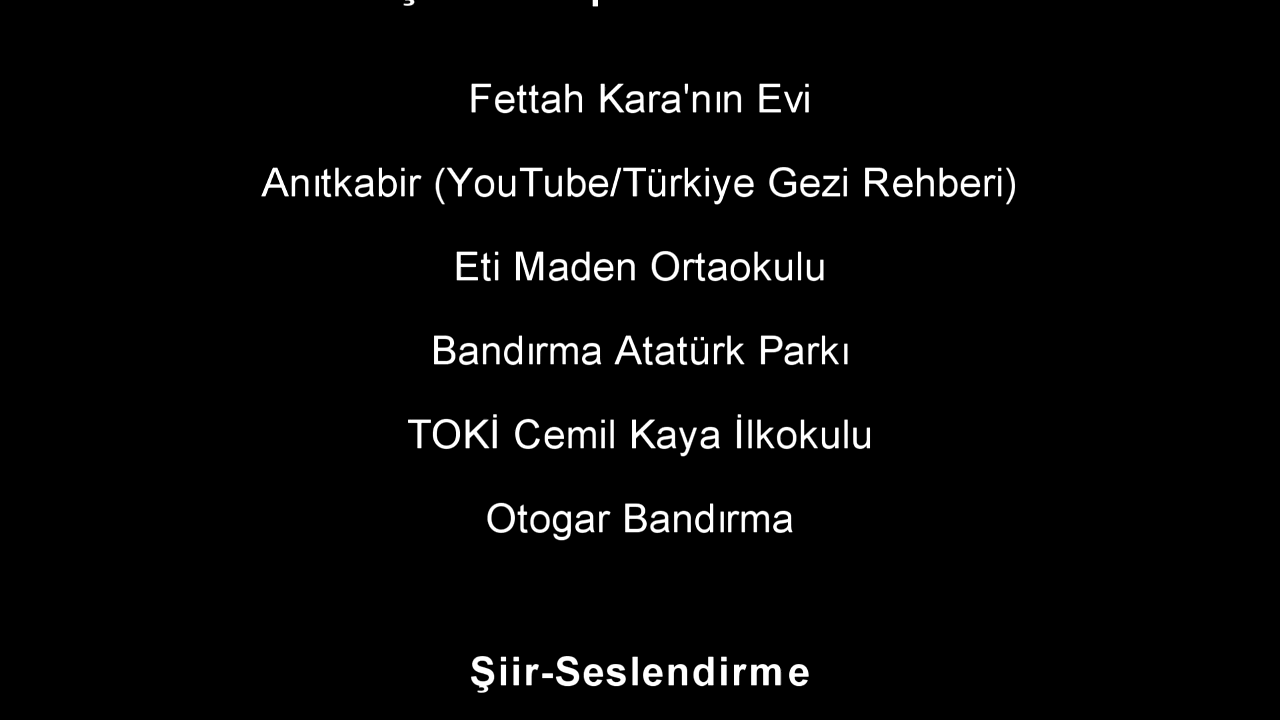 Fettah Kara'nın Evi
Anıtkabir (YouTube/Türkiye Gezi Rehberi)
Eti Maden Ortaokulu
Bandırma Atatürk Parkı
TOKİ Cemil Kaya İlkokulu
Otogar Bandırma
Şiir-Seslendirme